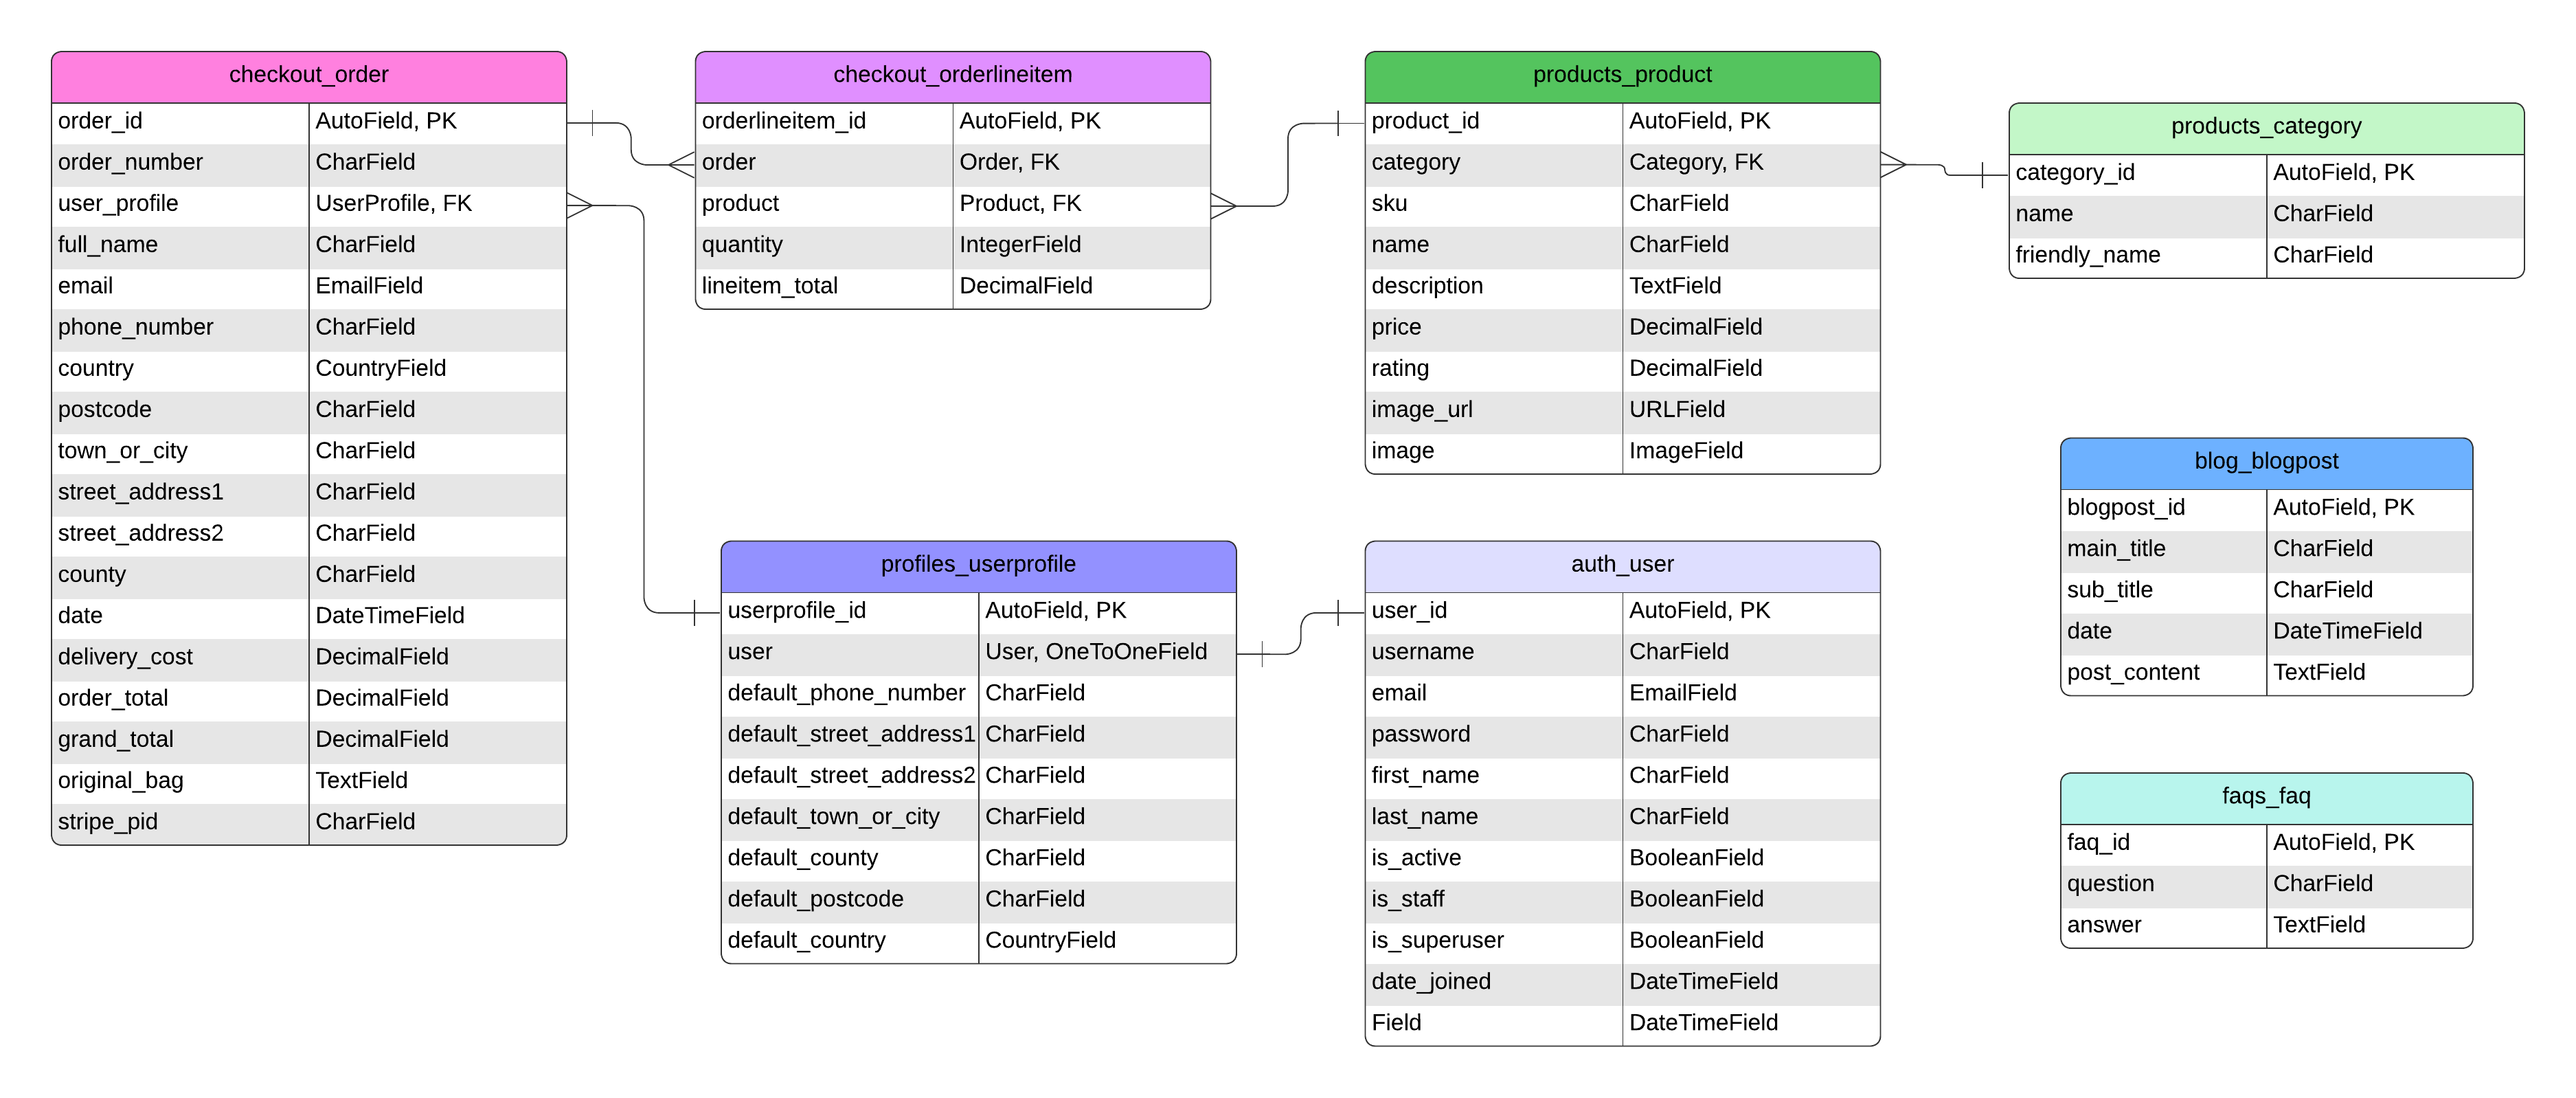 checkout_order
order_id AutoField, PK
order_number CharField
user_profile UserProfile, FK
full_name CharField
email EmailField
phone_number CharField
country CountryField
postcode CharField
town_or_city CharField
street_address1 CharField
street_address2 CharField
county CharField
date DateTimeField
delivery_cost DecimalField
order_total DecimalField
grand_total DecimalField
original_bag TextField
stripe_pid CharField
checkout_orderlineitem
orderlineitem_id AutoField, PK
order Order, FK
product Product, FK
quantity IntegerField
lineitem_total DecimalField
products_product
product_id AutoField, PK
category Category, FK
sku CharField
name CharField
description TextField
price DecimalField
rating DecimalField
image_url URLField
image ImageField
products_category
category_id AutoField, PK
name CharField
friendly_name CharField
profiles_userprofile
userprofile_id AutoField, PK
user User, OneToOneField
default_phone_number CharField
default_street_address1 CharField
default_street_address2 CharField
default_town_or_city CharField
default_county CharField
default_postcode CharField
default_country CountryField
auth_user
user_id AutoField, PK
username CharField
email EmailField
password CharField
first_name CharField
last_name CharField
is_active BooleanField
is_staff BooleanField
is_superuser BooleanField
date_joined DateTimeField
Field DateTimeField
blog_blogpost
blogpost_id AutoField, PK
main_title CharField
sub_title CharField
date DateTimeField
post_content TextField
faqs_faq
faq_id AutoField, PK
question CharField
answer TextField